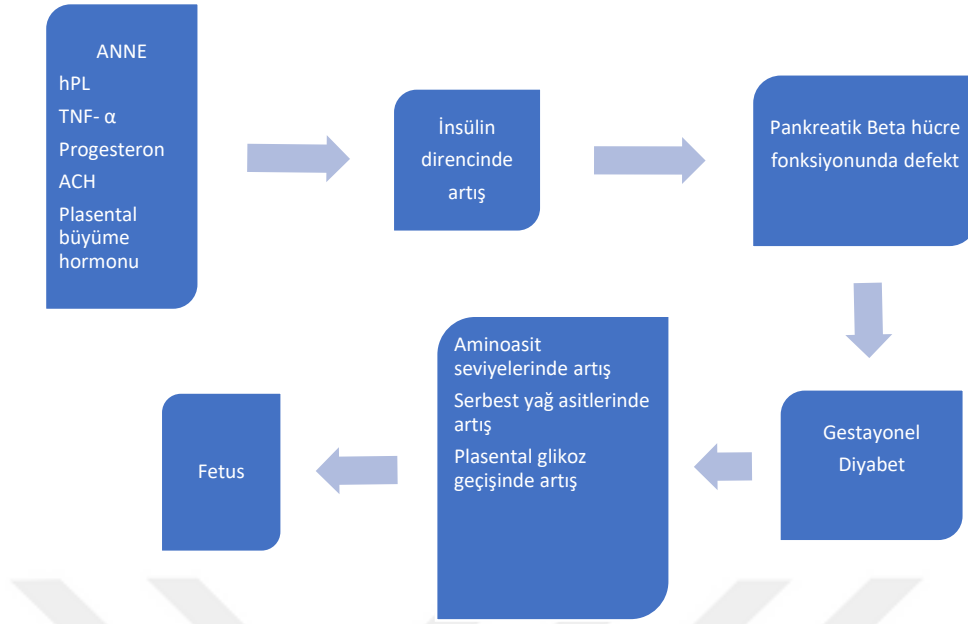 ANNE
hPL
TNF- α
Progesteron
ACH
Plasental
büyüme
hormonu
İnsülin
direncinde
artış
Pankreatik Beta hücre
fonksiyonunda defekt
Gestayonel
Diyabet
Aminoasit
seviyelerinde artış
Serbest yağ asitlerinde
artış
Plasental glikoz
geçişinde artış
Fetus